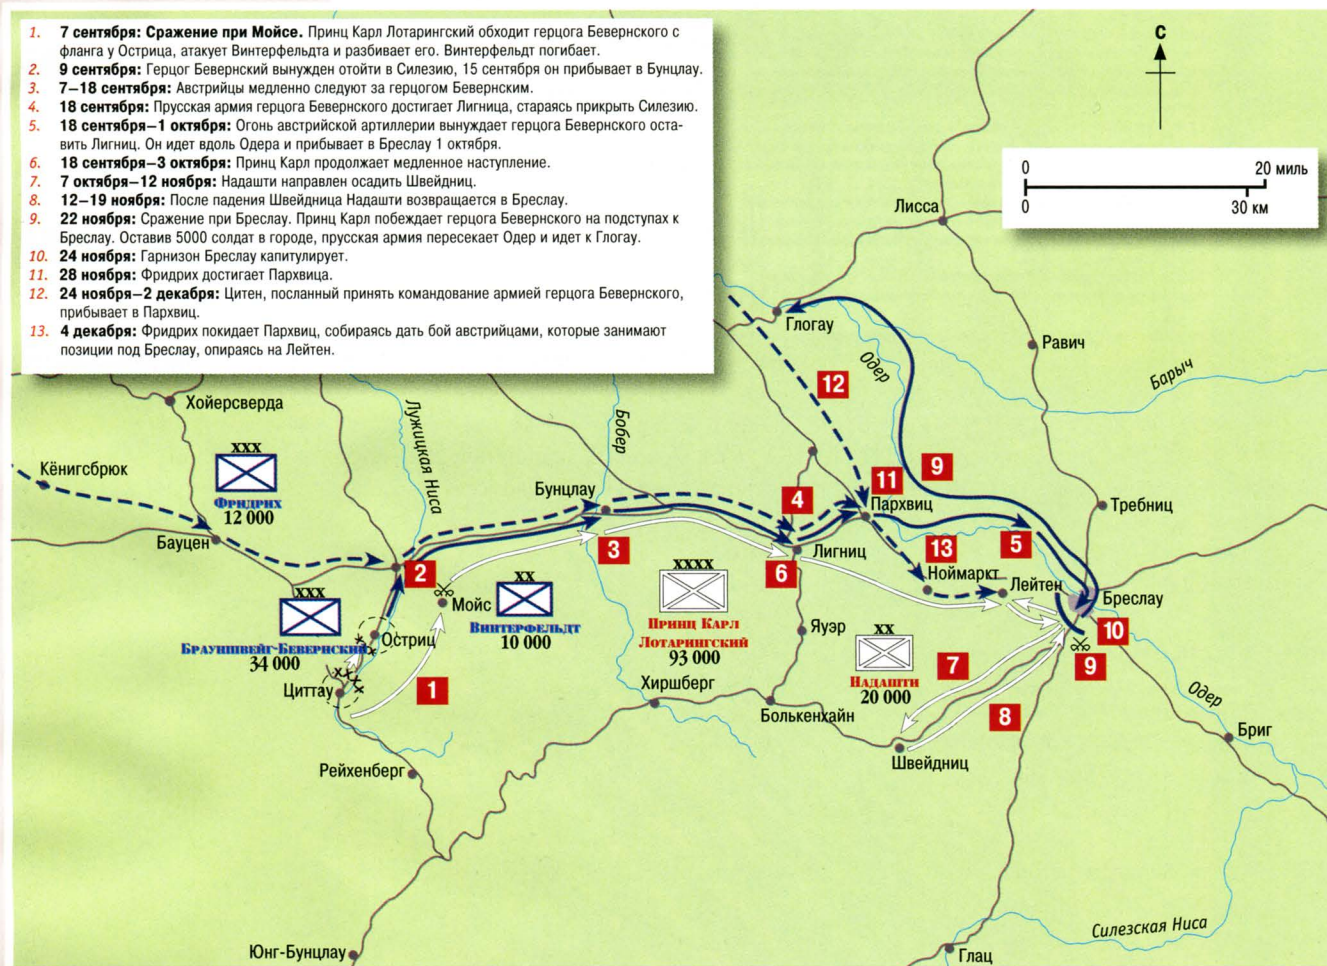 1. 7 сентября: Сражение при Мойсе. Принц Карл Лотарингский обходит герцога Бевернского с
фланга у Острица, атакует Винтерфельдта и разбивает его. Винтерфельдт погибает.
2. 9 сентября: Герцог Бевернский вынужден отойти в Силезию, 15 сентября он прибывает в Бунцлау.
3. 7–18 сентября: Австрийцы медленно следуют за герцогом Бевернским.
4. 18 сентября: Прусская армия герцога Бевернского достигает Лигница, стараясь прикрыть Силезию.
5. 18 сентября–1 октября: Огонь австрийской артиллерии вынуждает герцога Бевернского оста-
вить Лигниц. Он идет вдоль Одера и прибывает в Бреслау 1 октября.
6. 18 сентября–3 октября: Принц Карл продолжает медленное наступление.
7. 7 октября–12 ноября: Надашти направлен осадить Швейдниц.
8. 12–19 ноября: После падения Швейдница Надашти возвращается в Бреслау.
9. 22 ноября: Сражение при Бреслау. Принц Карл побеждает герцога Бевернского на подступах к
Бреслау. Оставив 5000 солдат в городе, прусская армия пересекает Одер и идет к Глогау.
10. 24 ноября: Гарнизон Бреслау капитулирует.
11. 28 ноября: Фридрих достигает Пархвица.
12. 24 ноября–2 декабря: Цитен, посланный принять командование армией герцога Бевернского,
прибывает в Пархвиц.
13. 4 декабря: Фридрих покидает Пархвиц, собираясь дать бой австрийцами, которые занимают
позиции под Бреслау, опираясь на Лейтен.
С
0 20 миль
0 30 км
Лисса
Глогау
Равич
Одер
Барыч
12
Хойерсверда
Лужицкая Ниса
Бобер
XXX
Кёнигсбрюк
Фридрих
12 000
Бауцен
Бунцлау
4
11
9
Пархвиц
Требниц
13
5
3
Лигниц
6
2
XXXX
XX
XXX
Ноймаркт
Лейтен
Бреслау
Мойс
Винтерфельдт
10 000
Принц Карл
Лотарингский
93 000
Яуэр
10
Остриц
Брауншвейг-Бевернский
34 000
XX
Надашти
20 000
7
9
Циттау
1
Хиршберг
Болькенхайн
8
Одер
Бриг
Швейдниц
Рейхенберг
Силезская Ниса
Юнг-Бунцлау
Глац